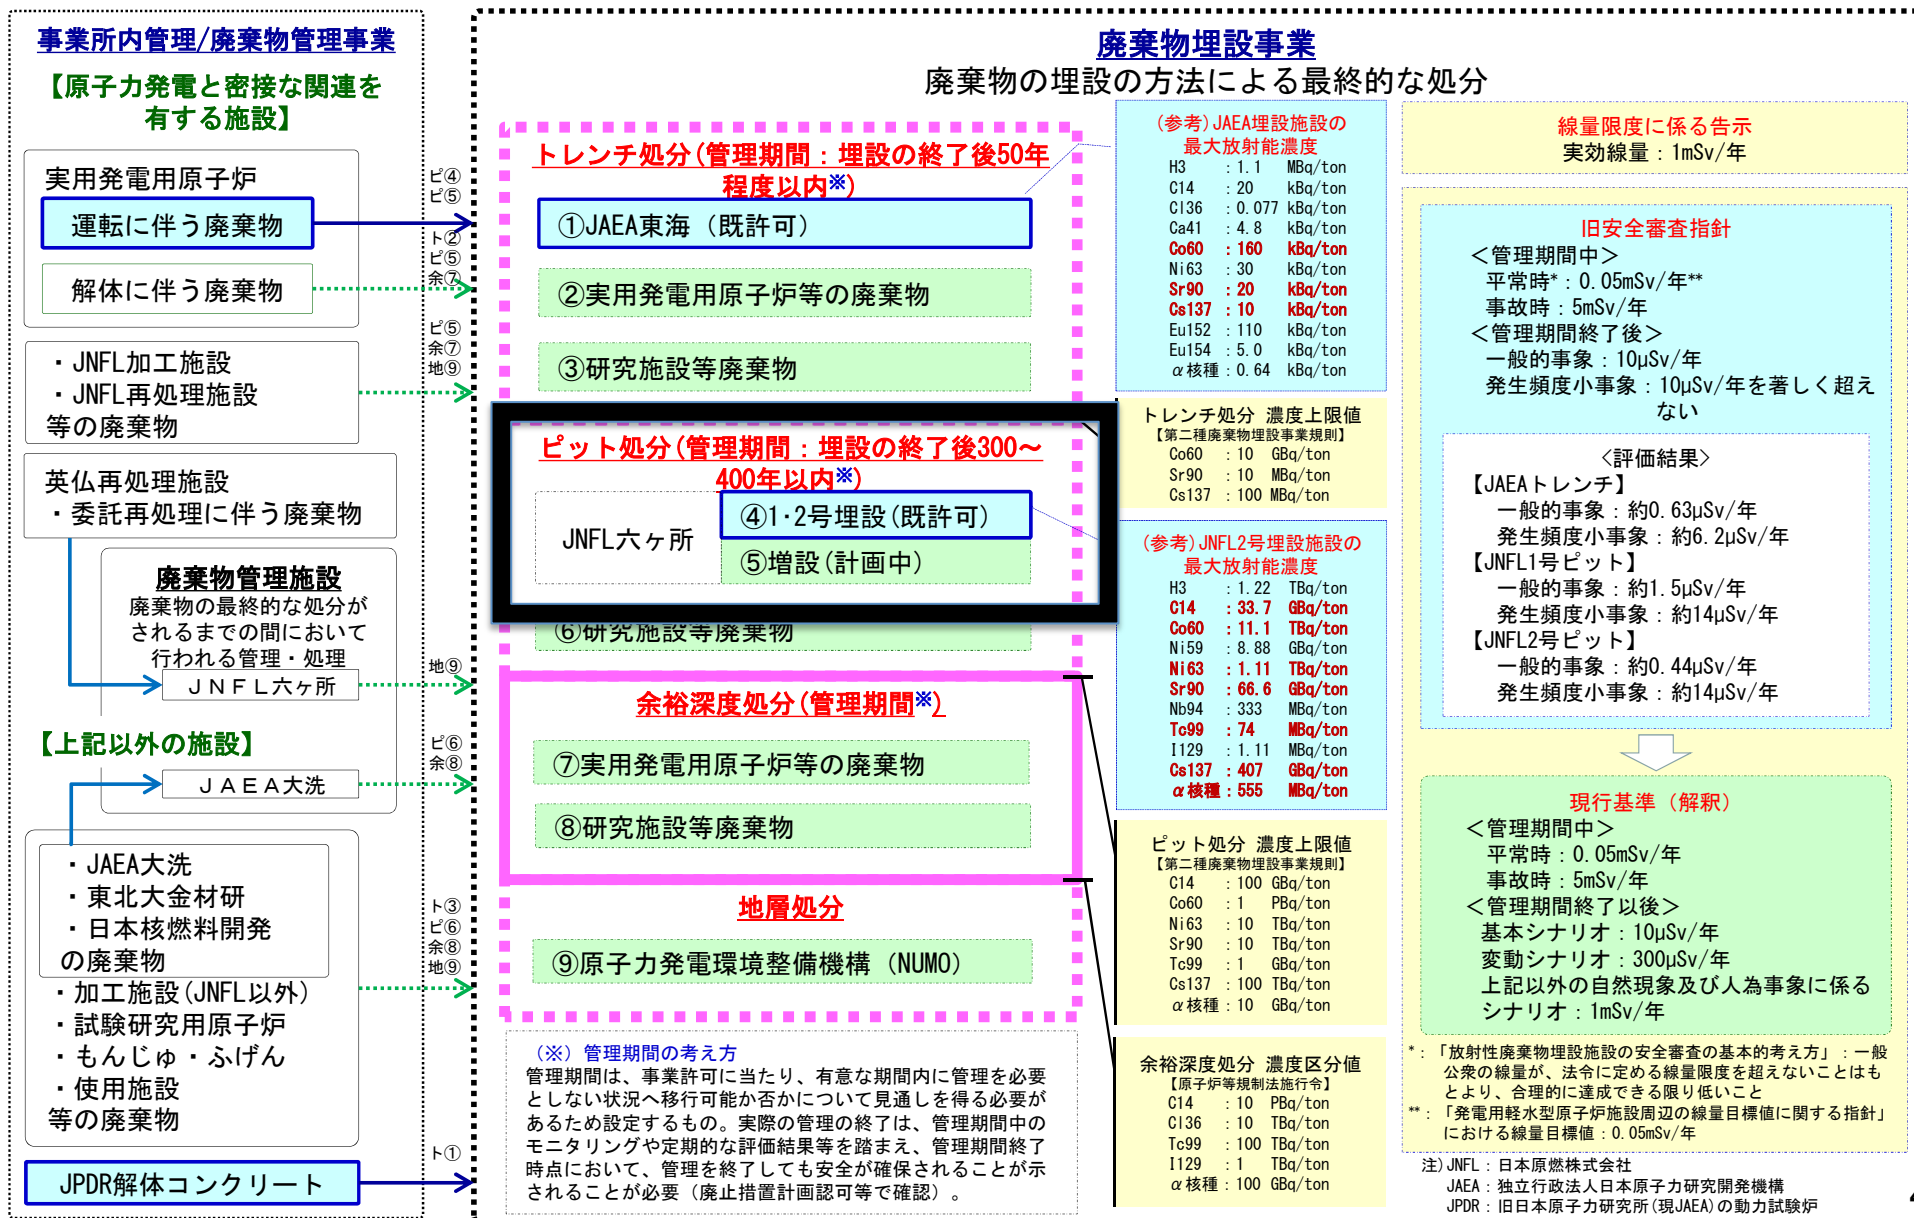 事業所内管理/廃棄物管理事業
【原子力発電と密接な関連を
有する施設】
実用発電用原子炉
運転に伴う廃棄物
解体に伴う廃棄物
・JNFL加工施設
・JNFL再処理施設
等の廃棄物
英仏再処理施設
・委託再処理に伴う廃棄物
廃棄物管理施設
廃棄物の最終的な処分が
されるまでの間において
行われる管理・処理
ＪＮＦＬ六ヶ所
【上記以外の施設】
ＪＡＥＡ大洗
・JAEA大洗
・東北大金材研
・日本核燃料開発
の廃棄物
・加工施設(JNFL以外)
・試験研究用原子炉
・もんじゅ・ふげん
・使用施設
等の廃棄物
JPDR解体コンクリート
ピ④
ピ⑤
ト②
ピ⑤
余⑦
ピ⑤
余⑦
地⑨
地⑨
ピ⑥
余⑧
ト③
ピ⑥
余⑧
地⑨
ト①
廃棄物埋設事業
廃棄物の埋設の方法による最終的な処分
トレンチ処分(管理期間：埋設の終了後50年
程度以内※)
①JAEA東海（既許可）
②実用発電用原子炉等の廃棄物
③研究施設等廃棄物
ピット処分(管理期間：埋設の終了後300～
400年以内※)
JNFL六ヶ所
④1･2号埋設(既許可)
⑤増設(計画中)
⑥研究施設等廃棄物
余裕深度処分(管理期間※)
⑦実用発電用原子炉等の廃棄物
⑧研究施設等廃棄物
地層処分
⑨原子力発電環境整備機構（NUMO）
（※）管理期間の考え方
管理期間は、事業許可に当たり、有意な期間内に管理を必要
としない状況へ移行可能か否かについて見通しを得る必要が
あるため設定するもの。実際の管理の終了は、管理期間中の
モニタリングや定期的な評価結果等を踏まえ、管理期間終了
時点において、管理を終了しても安全が確保されることが示
されることが必要（廃止措置計画認可等で確認）。
(参考)JAEA埋設施設の
最大放射能濃度
H3：1.1 MBq/ton
C14：20 kBq/ton
Cl36：0.077 kBq/ton
Ca41：4.8 kBq/ton
Co60：160 kBq/ton
Ni63：30 kBq/ton
Sr90：20 kBq/ton
Cs137：10 kBq/ton
Eu152：110 kBq/ton
Eu154：5.0 kBq/ton
α核種：0.64 kBq/ton
トレンチ処分 濃度上限値
【第二種廃棄物埋設事業規則】
Co60：10 GBq/ton
Sr90：10 MBq/ton
Cs137：100 MBq/ton
(参考)JNFL2号埋設施設の
最大放射能濃度
H3：1.22 TBq/ton
C14：33.7 GBq/ton
Co60：11.1 TBq/ton
Ni59：8.88 GBq/ton
Ni63：1.11 TBq/ton
Sr90：66.6 GBq/ton
Nb94：333 MBq/ton
Tc99：74 MBq/ton
I129：1.11 MBq/ton
Cs137：407 GBq/ton
α核種：555 MBq/ton
ピット処分 濃度上限値
【第二種廃棄物埋設事業規則】
C14：100 GBq/ton
Co60：1 PBq/ton
Ni63：10 TBq/ton
Sr90：10 TBq/ton
Tc99：1 GBq/ton
Cs137：100 TBq/ton
α核種：10 GBq/ton
余裕深度処分 濃度区分値
【原子炉等規制法施行令】
C14：10 PBq/ton
Cl36：10 TBq/ton
Tc99：100 TBq/ton
I129：1 TBq/ton
α核種：100 GBq/ton
線量限度に係る告示
実効線量：1mSv/年
旧安全審査指針
＜管理期間中＞
平常時*：0.05mSv/年**
事故時：5mSv/年
＜管理期間終了後＞
一般的事象：10μSv/年
発生頻度小事象：10μSv/年を著しく超え
ない
<評価結果>
【JAEAトレンチ】
一般的事象：約0.63μSv/年
発生頻度小事象：約6.2μSv/年
【JNFL1号ピット】
一般的事象：約1.5μSv/年
発生頻度小事象：約14μSv/年
【JNFL2号ピット】
一般的事象：約0.44μSv/年
発生頻度小事象：約14μSv/年
現行基準（解釈）
＜管理期間中＞
平常時：0.05mSv/年
事故時：5mSv/年
＜管理期間終了以後＞
基本シナリオ：10μSv/年
変動シナリオ：300μSv/年
上記以外の自然現象及び人為事象に係る
シナリオ：1mSv/年
*：「放射性廃棄物埋設施設の安全審査の基本的考え方」：一般
公衆の線量が、法令に定める線量限度を超えないことはも
とより、合理的に達成できる限り低いこと
**：「発電用軽水型原子炉施設周辺の線量目標値に関する指針」
における線量目標値：0.05mSv/年
注)JNFL：日本原燃株式会社
JAEA：独立行政法人日本原子力研究開発機構
JPDR：旧日本原子力研究所(現JAEA)の動力試験炉